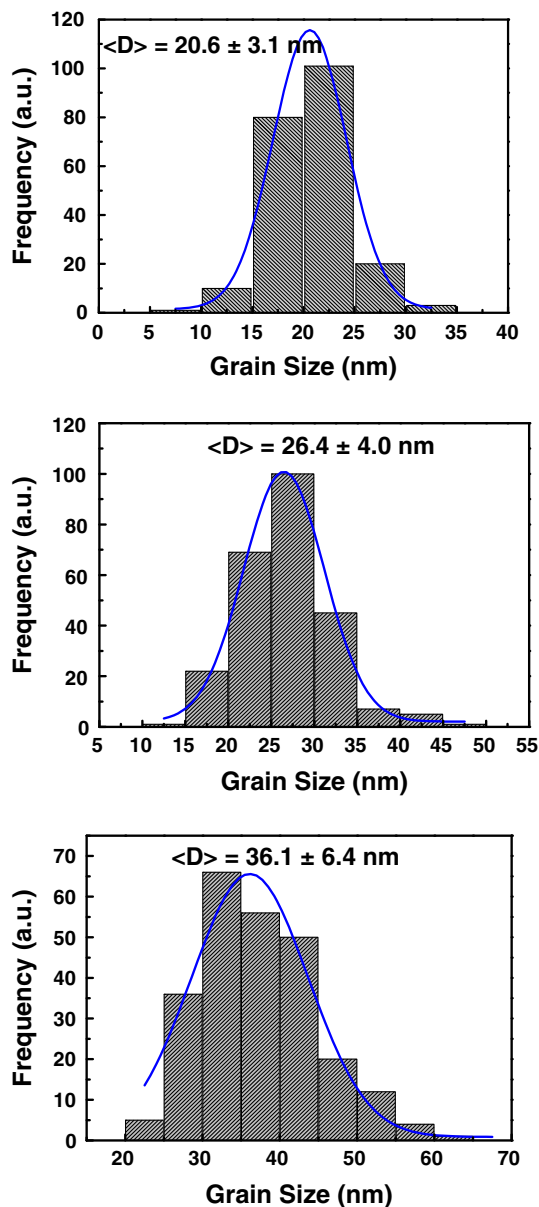 <D> = 20.6 ± 3.1 nm
120
100
80
60
40
20
0
Frequency (a.u.)
0 5 10 15 20 25 30 35 40
Grain Size (nm)
<D> = 26.4 ± 4.0 nm
120
100
80
60
40
20
0
Frequency (a.u.)
5 10 15 20 25 30 35 40 45 50 55
Grain Size (nm)
<D> = 36.1 ± 6.4 nm
70
60
50
40
30
20
10
0
Frequency (a.u.)
20 30 40 50 60 70
Grain Size (nm)